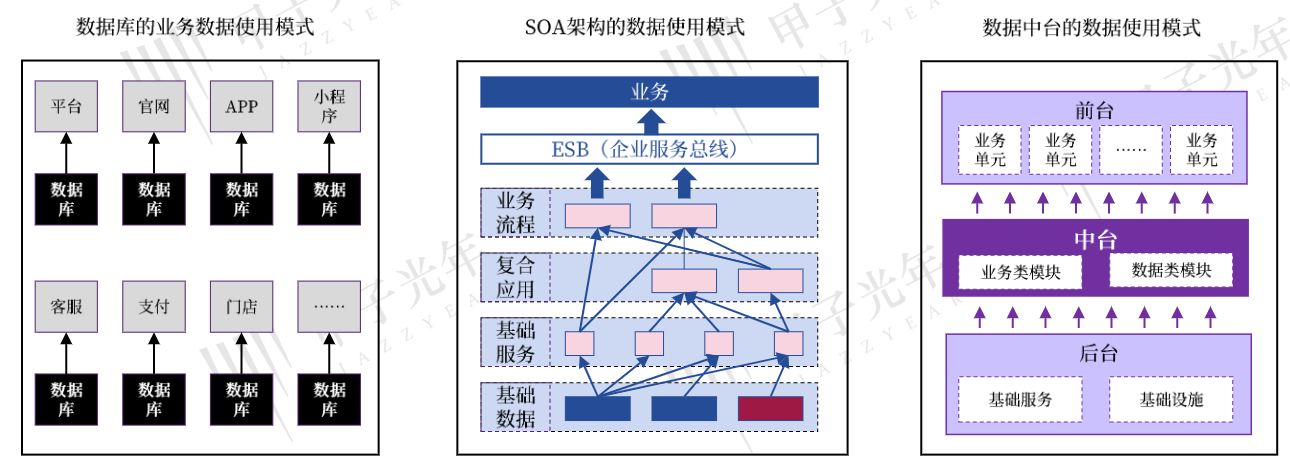 数据库的业务数据使用模式
平台
官网
APP
小程
序
数据
库
数据
库
数据
库
数据
库
客服
支付
门店
……
数据
库
数据
库
数据
库
数据
库
SOA架构的数据使用模式
业务
ESB（企业服务总线）
业务
流程
复合
应用
基础
服务
基础
数据
数据中台的数据使用模式
前台
业务
单元
业务
单元
……
业务
单元
中台
业务类模块
数据类模块
后台
基础服务
基础设施
甲子光年
JAZZYEAR